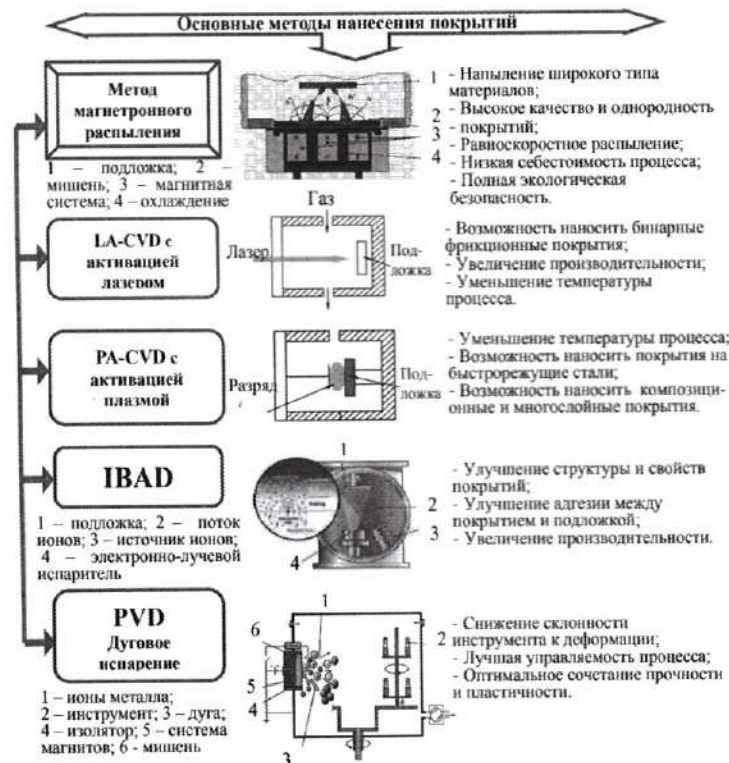 Основные методы нанесения покрытий
Метод
магнетронного
распыления
1 – подложка; 2 –
мишень; 3 – магнитная
система; 4 – охлаждение
1
2
3
4
- Напыление широкого типа
материалов;
- Высокое качество и однородность
- покрытий;
- Равноскоростное распыление;
- Низкая себестоимость процесса;
- Полная экологическая
безопасность.
LA-CVD с
активацией
лазером
Газ
Лазер
Под-
ложка
- Возможность наносить бинарные
фрикционные покрытия;
- Увеличение производительности;
- Уменьшение температуры
процесса.
PA-CVD с
активацией
плазмой
Разряд
Под-
ложка
- Уменьшение температуры процесса;
- Возможность наносить покрытия на
быстрорежущие стали;
- Возможность наносить композици-
онные и многослойные покрытия.
IBAD
1 – подложка; 2 – поток
ионов; 3 – источник ионов;
4 – электронно-лучевой
испаритель
1
2
3
4
- Улучшение структуры и свойств
покрытий;
- Улучшение адгезии между
покрытием и подложкой;
- Увеличение производительности.
PVD
Дуговое
испарение
1 – ионы металла;
2 – инструмент; 3 – дуга;
4 – изолятор; 5 – система
магнитов; 6 - мишень
1
6
2
5
4
3
- Снижение склонности
инструмента к деформации;
- Лучшая управляемость процесса;
- Оптимальное сочетание прочности
и пластичности.